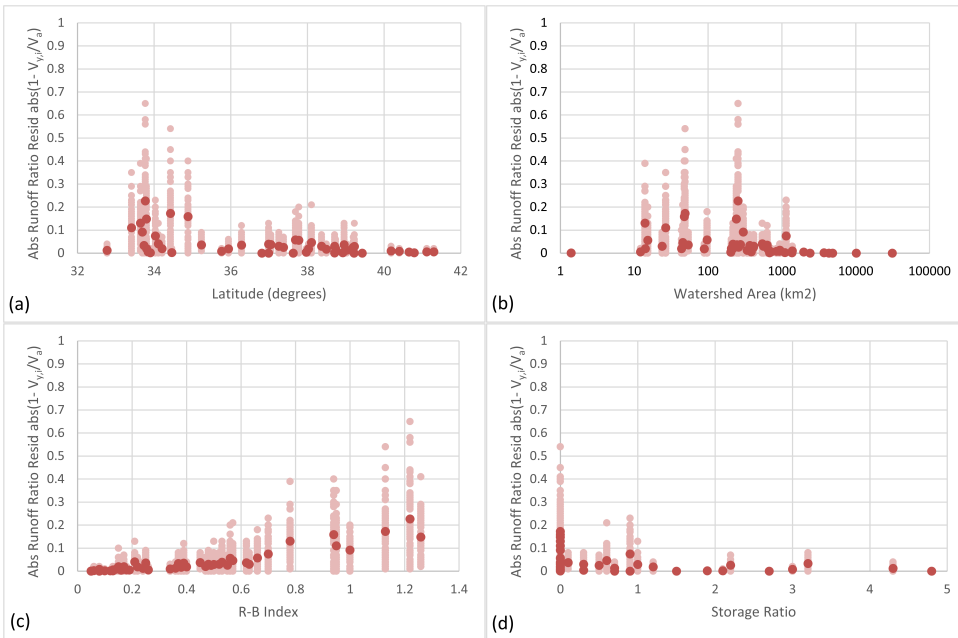 Abs Runoff Ratio Resid abs(1- Vy,i/Va)
1
0.9
0.8
0.7
0.6
0.5
0.4
0.3
0.2
0.1
0
32 34 36 38 40 42
Latitude (degrees)
(a)
Abs Runoff Ratio Resid abs(1- Vy,i/Va)
1
0.9
0.8
0.7
0.6
0.5
0.4
0.3
0.2
0.1
0
1 10 100 1000 10000 100000
Watershed Area (km2)
(b)
Abs Runoff Ratio Resid abs(1- Vy,i/Va)
1
0.9
0.8
0.7
0.6
0.5
0.4
0.3
0.2
0.1
0
0 0.2 0.4 0.6 0.8 1 1.2 1.4
R-B Index
(c)
Abs Runoff Ratio Resid abs(1- Vy,i/Va)
1
0.9
0.8
0.7
0.6
0.5
0.4
0.3
0.2
0.1
0
0 1 2 3 4 5
Storage Ratio
(d)